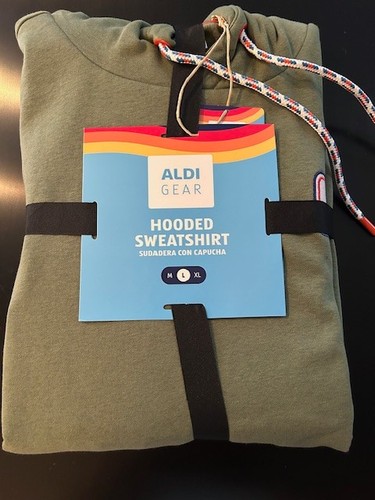 ALDI
GEAR
HOODED
SWEATSHIRT
SUDADERA CON CAPUCHA
M L XL